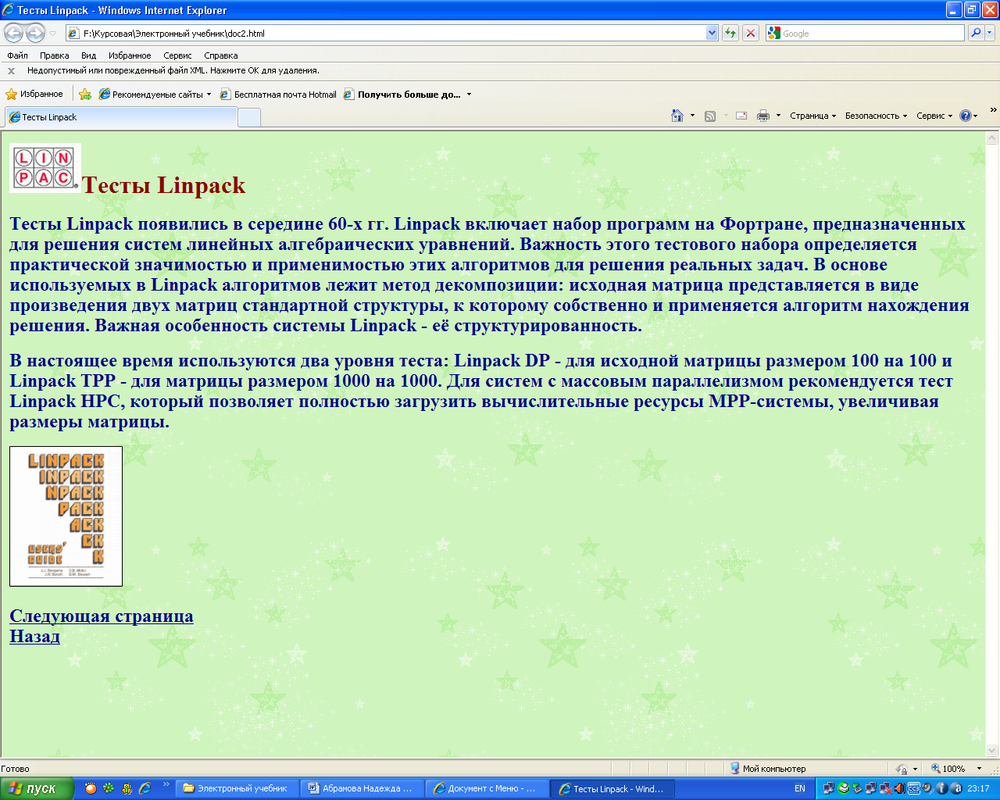 Тесты Linpack - Windows Internet Explorer
F:\Курсовая\Электронный учебник\doc2.html
Google
Файл Правка Вид Избранное Сервис Справка
Недопустимый или поврежденный файл XML. Нажмите ОК для удаления.
Избранное Рекомендуемые сайты Бесплатная почта Hotmail Получить больше до...
Тесты Linpack
Страница Безопасность Сервис
LIN
PAC
Тесты Linpack
Тесты Linpack появились в середине 60-х гг. Linpack включает набор программ на Фортране, предназначенных
для решения систем линейных алгебраических уравнений. Важность этого тестового набора определяется
практической значимостью и применимостью этих алгоритмов для решения реальных задач. В основе
используемых в Linpack алгоритмов лежит метод декомпозиции: исходная матрица представляется в виде
произведения двух матриц стандартной структуры, к которому собственно и применяется алгоритм нахождения
решения. Важная особенность системы Linpack - её структурированность.
В настоящее время используются два уровня теста: Linpack DP - для исходной матрицы размером 100 на 100 и
Linpack TPP - для матрицы размером 1000 на 1000. Для систем с массовым параллелизмом рекомендуется тест
Linpack HPC, который позволяет полностью загрузить вычислительные ресурсы MPP-системы, увеличивая
размеры матрицы.
LINPACK
INPACK
NPACK
PACK
ACK
CK
K
USERS'
GUIDE
J.J. Dongarra C.B. Moler
J.R. Bunch G.W. Stewart
Следующая страница
Назад
Готово
Мой компьютер
100%
пуск
Электронный учебник
Абрамова Надежда ...
Документ с Меню - ...
Тесты Linpack - Wind...
EN
23:17